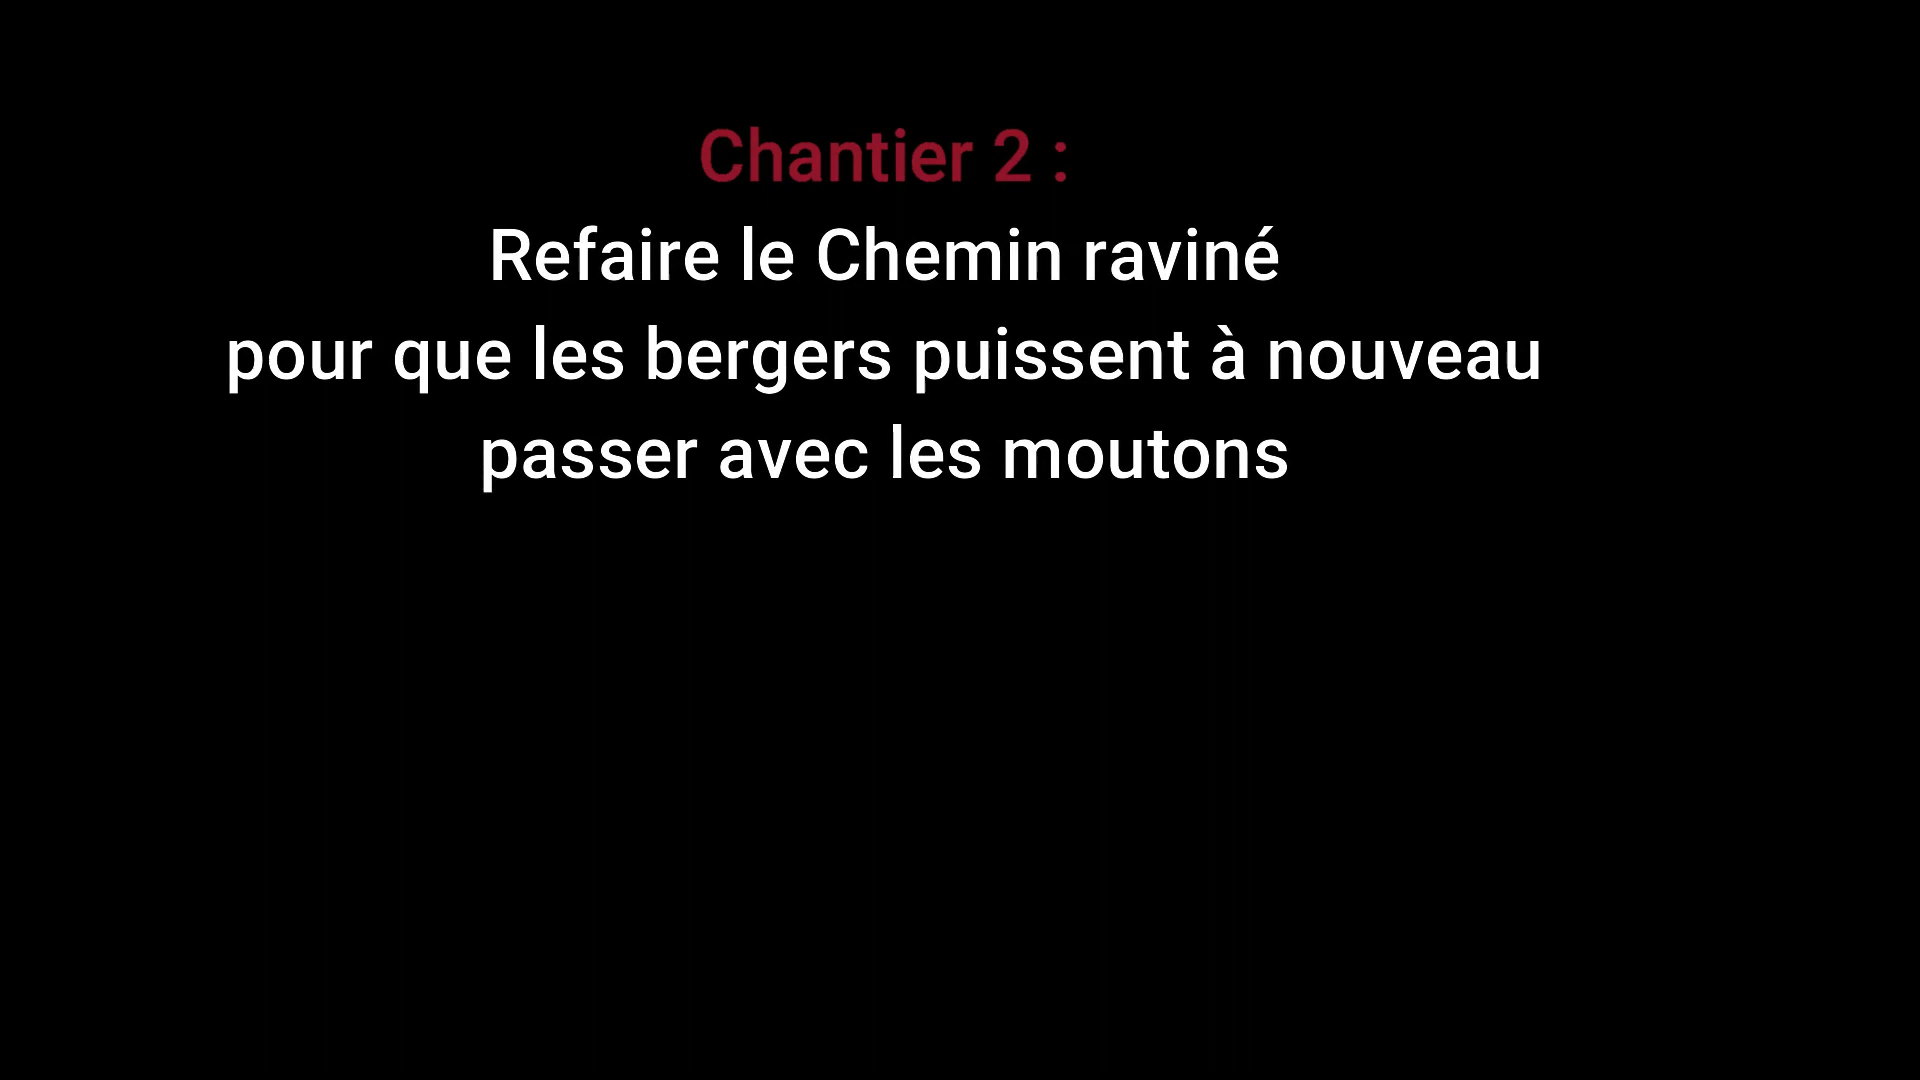 Chantier 2 :
Refaire le Chemin raviné
pour que les bergers puissent à nouveau
passer avec les moutons